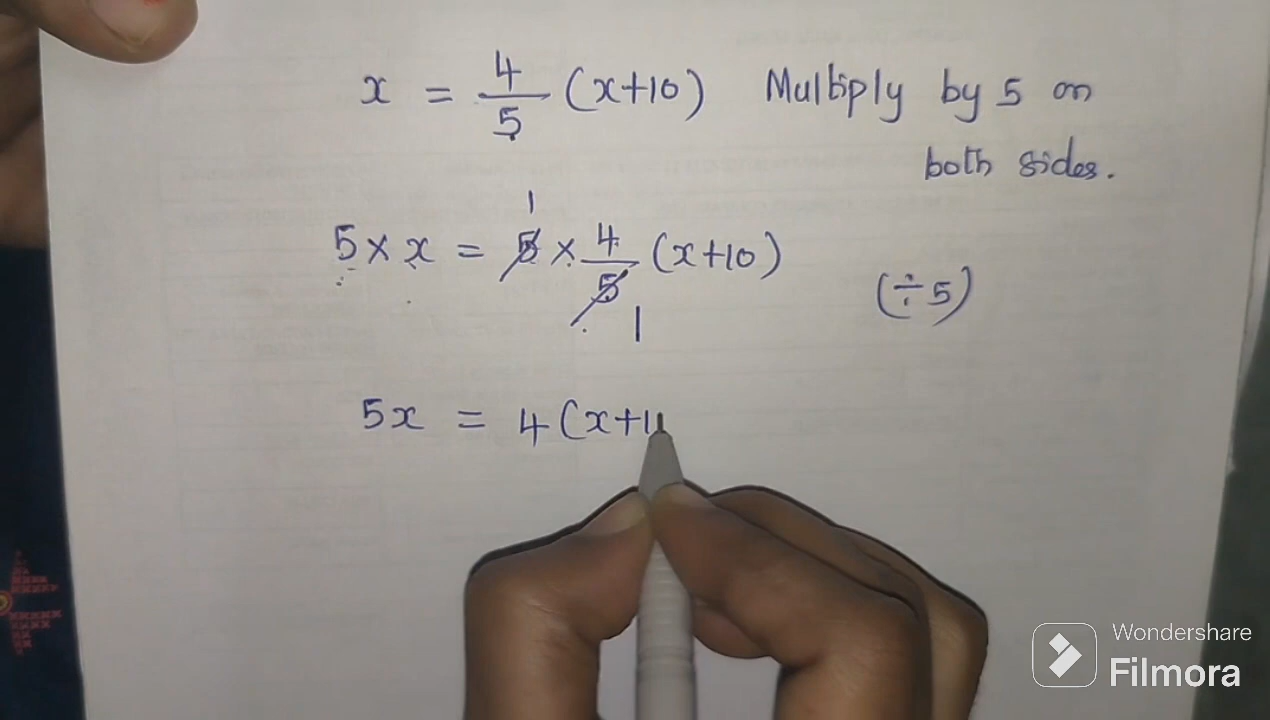 x = 4/5 (x+10) Multiply by 5 on
both sides.
1
5 × x = 5 × 4/5 (x+10)
(÷5)
1
5x = 4 (x+1
Wondershare
Filmora